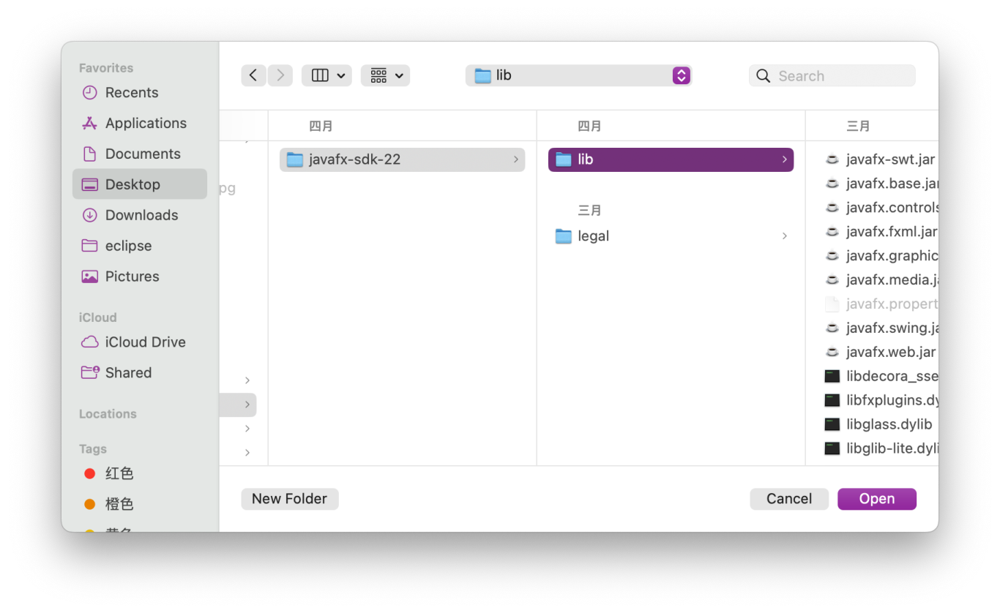 Favorites
Recents
Applications
Documents
Desktop
Downloads
eclipse
Pictures
iCloud
iCloud Drive
Shared
Locations
Tags
红色
橙色
lib
Search
pg
四月
javafx-sdk-22
四月
lib
三月
legal
三月
javafx-swt.jar
javafx.base.jar
javafx.controls
javafx.fxml.jar
javafx.graphic
javafx.media.ja
javafx.propert
javafx.swing.ja
javafx.web.jar
libdecora_sse
libfxplugins.dy
libglass.dylib
libglib-lite.dyli
New Folder
Cancel
Open